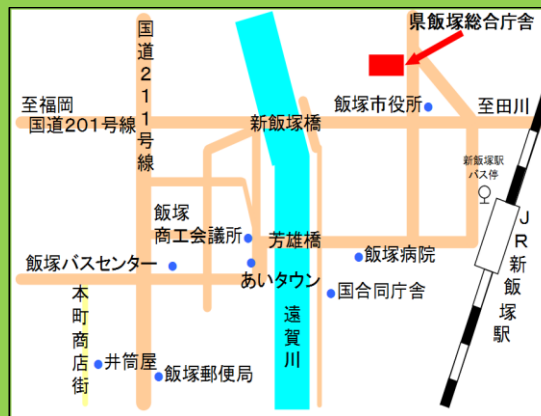 県飯塚総合庁舎
国道211号線
至福岡
国道201号線
新飯塚橋
飯塚市役所
至田川
新飯塚駅
バス停
飯塚
商工会議所
芳雄橋
飯塚病院
JR新飯塚駅
飯塚バスセンター
あいタウン
国合同庁舎
遠賀川
本町商店街
井筒屋
飯塚郵便局